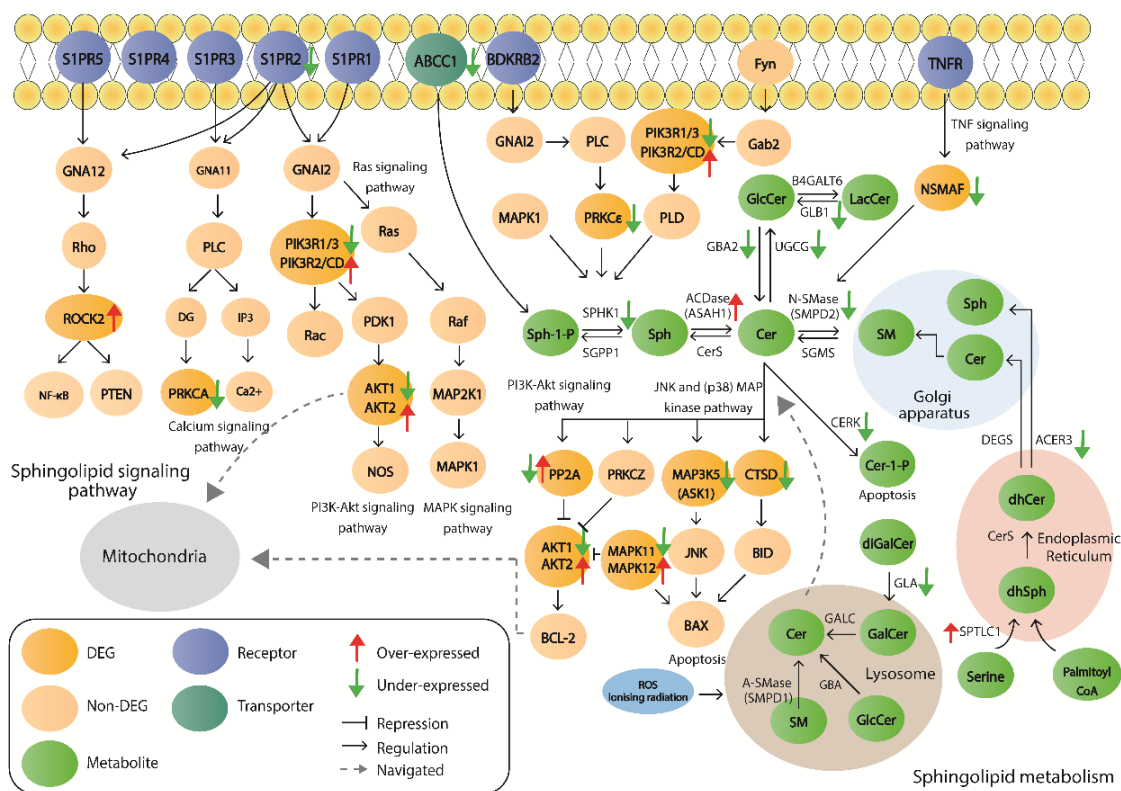 S1PR5
S1PR4
S1PR3
S1PR2
S1PR1
ABCC1
BDKRB2
Fyn
TNFR
TNF signaling
pathway
GNA12
GNA11
GNAI2
Ras signaling
pathway
GNAI2
PLC
PIK3R1/3
PIK3R2/CD
Gab2
B4GALT6
GlcCer
LacCer
GLB1
NSMAF
Rho
PLC
PIK3R1/3
PIK3R2/CD
Ras
MAPK1
PRKCε
PLD
GBA2
UGCG
ROCK2
DG
IP3
Rac
PDK1
Raf
Sph-1-P
SPHK1
SGPP1
Sph
ACDase
(ASAH1)
CerS
Cer
N-SMase
(SMPD2)
SGMS
SM
Sph
Cer
Golgi
apparatus
NF-κB
PTEN
PRKCA
Ca2+
Calcium signaling
pathway
AKT1
AKT2
MAP2K1
PI3K-Akt signaling
pathway
JNK and (p38) MAP
kinase pathway
CERK
Cer-1-P
Apoptosis
DEGS
ACER3
Sphingolipid signaling
pathway
NOS
MAPK1
PI3K-Akt signaling
pathway
MAPK signaling
pathway
PP2A
PRKCZ
MAP3K5
(ASK1)
CTSD
dhCer
CerS
Endoplasmic
Reticulum
dhSph
Mitochondria
AKT1
AKT2
MAPK11
MAPK12
JNK
BID
diGalCer
GLA
BCL-2
BAX
Apoptosis
Cer
GALC
GalCer
Lysosome
A-SMase
(SMPD1)
GBA
SM
GlcCer
ROS
Ionising radiation
SPTLC1
Serine
Palmitoyl
CoA
DEG
Receptor
Over-expressed
Under-expressed
Non-DEG
Transporter
Repression
Regulation
Metabolite
Navigated
Sphingolipid metabolism